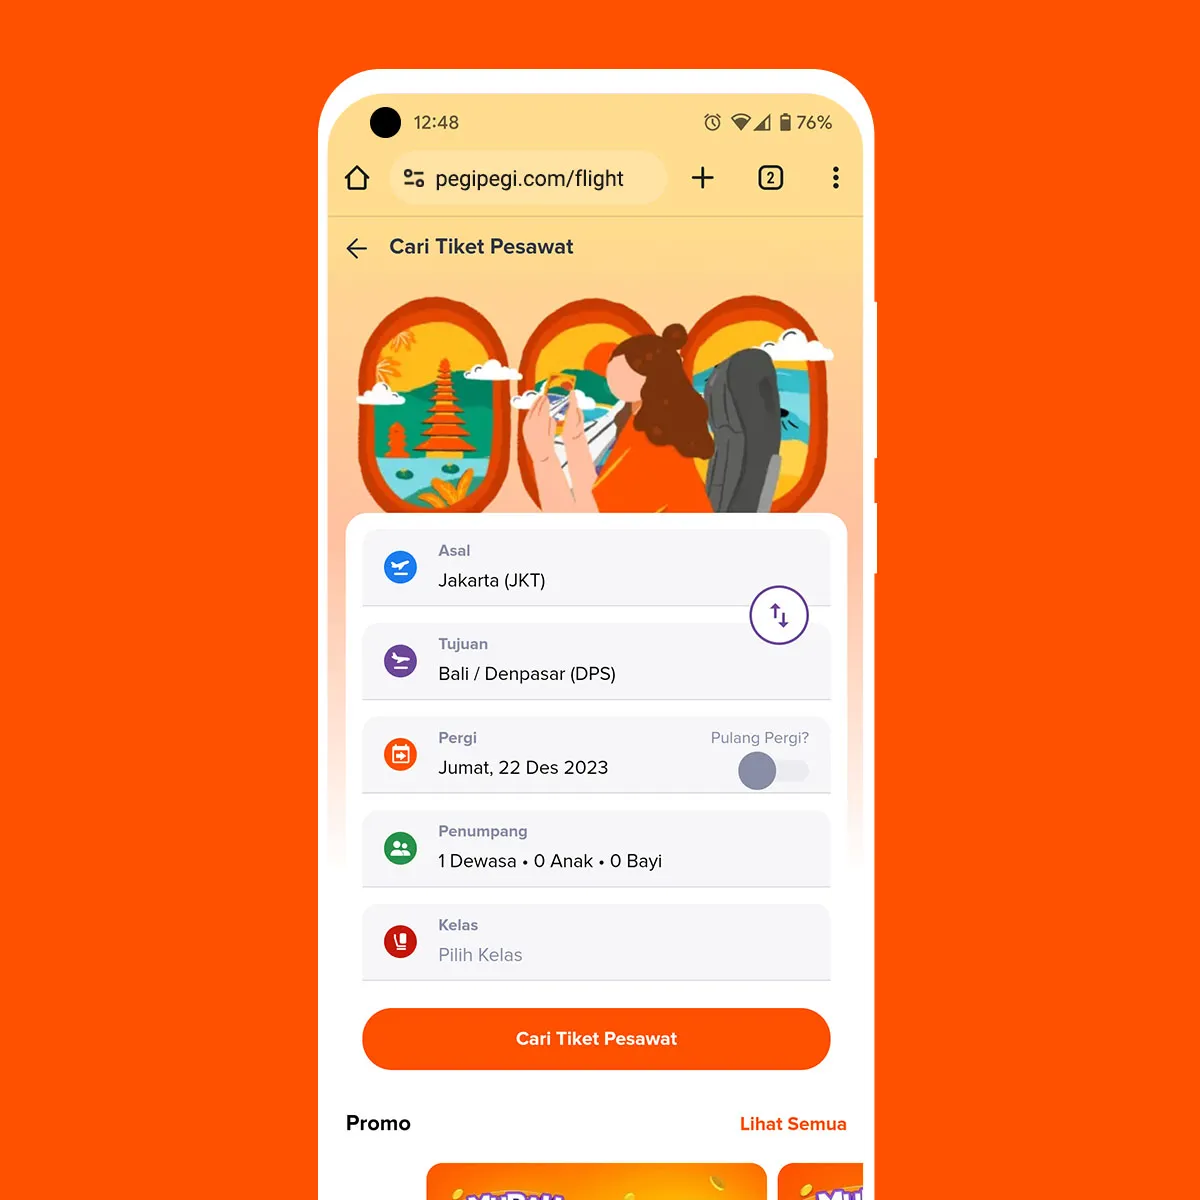 12:48
76%
pegipegi.com/flight
2
Cari Tiket Pesawat
Asal
Jakarta (JKT)
Tujuan
Bali / Denpasar (DPS)
Pergi
Pulang Pergi?
Jumat, 22 Des 2023
Penumpang
1 Dewasa • 0 Anak • 0 Bayi
Kelas
Pilih Kelas
Cari Tiket Pesawat
Promo
Lihat Semua